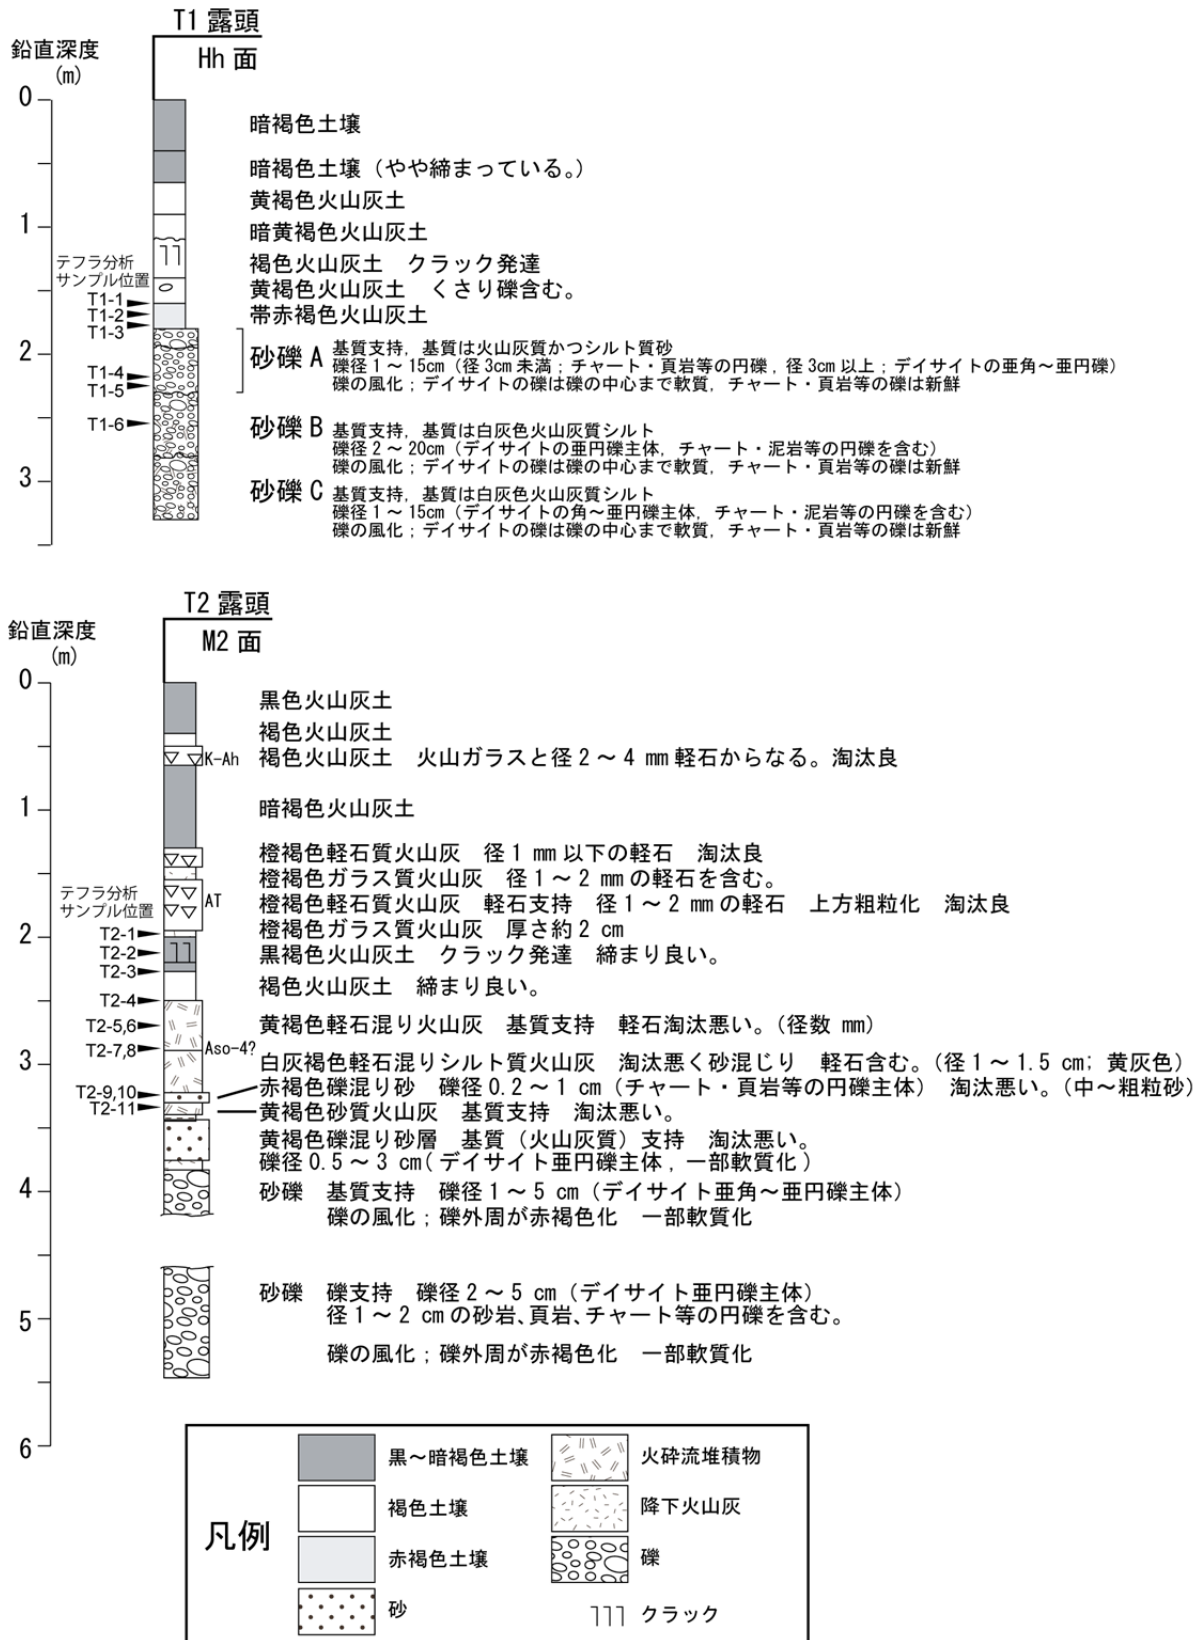 T1 露頭
Hh 面
鉛直深度
(m)
0
暗褐色土壌
暗褐色土壌(やや締まっている。)
黄褐色火山灰土
1
暗黄褐色火山灰土
褐色火山灰土 クラック発達
テフラ分析
サンプル位置
黄褐色火山灰土 くさり礫含む。
T1-1
T1-2
帯赤褐色火山灰土
T1-3
2
砂礫 A
基質支持, 基質は火山灰質かつシルト質砂
礫径 1 ~ 15cm(径 3cm 未満 ; チャート・頁岩等の円礫 , 径 3cm 以上 ; デイサイトの亜角~亜円礫)
礫の風化 ; デイサイトの礫は礫の中心まで軟質, チャート・頁岩等の礫は新鮮
T1-4
T1-5
T1-6
砂礫 B
基質支持, 基質は白灰色火山灰質シルト
礫径 2 ~ 20cm(デイサイトの亜円礫主体, チャート・泥岩等の円礫を含む)
礫の風化 ; デイサイトの礫は礫の中心まで軟質, チャート・頁岩等の礫は新鮮
3
砂礫 C
基質支持, 基質は白灰色火山灰質シルト
礫径 1 ~ 15cm(デイサイトの角~亜円礫主体, チャート・泥岩等の円礫を含む)
礫の風化 ; デイサイトの礫は礫の中心まで軟質, チャート・頁岩等の礫は新鮮
T2 露頭
M2 面
鉛直深度
(m)
0
黒色火山灰土
褐色火山灰土
K-Ah
褐色火山灰土 火山ガラスと径 2 ~ 4 mm 軽石からなる。淘汰良
1
暗褐色火山灰土
橙褐色軽石質火山灰 径 1 mm 以下の軽石 淘汰良
橙褐色ガラス質火山灰 径 1 ~ 2 mm の軽石を含む。
テフラ分析
サンプル位置
AT
橙褐色軽石質火山灰 軽石支持 径 1 ~ 2 mm の軽石 上方粗粒化 淘汰良
2
T2-1
橙褐色ガラス質火山灰 厚さ約 2 cm
T2-2
黒褐色火山灰土 クラック発達 締まり良い。
T2-3
褐色火山灰土 締まり良い。
T2-4
T2-5,6
黄褐色軽石混り火山灰 基質支持 軽石淘汰悪い。(径数 mm)
T2-7,8
Aso-4?
3
白灰褐色軽石混りシルト質火山灰 淘汰悪く砂混じり 軽石含む。(径 1 ~ 1.5 cm; 黄灰色)
T2-9,10
赤褐色礫混り砂 礫径 0.2 ~ 1 cm(チャート・頁岩等の円礫主体) 淘汰悪い。(中~粗粒砂)
T2-11
黄褐色砂質火山灰 基質支持 淘汰悪い。
黄褐色礫混り砂層 基質(火山灰質)支持 淘汰悪い。
礫径 0.5 ~ 3 cm( デイサイト亜円礫主体 , 一部軟質化 )
4
砂礫 基質支持 礫径 1 ~ 5 cm(デイサイト亜角~亜円礫主体)
礫の風化 ; 礫外周が赤褐色化 一部軟質化
砂礫 礫支持 礫径 2 ~ 5 cm(デイサイト亜円礫主体)
5
径 1 ~ 2 cm の砂岩、頁岩、チャート等の円礫を含む。
礫の風化 ; 礫外周が赤褐色化 一部軟質化
6
凡例
黒~暗褐色土壌
火砕流堆積物
褐色土壌
降下火山灰
赤褐色土壌
礫
砂
クラック